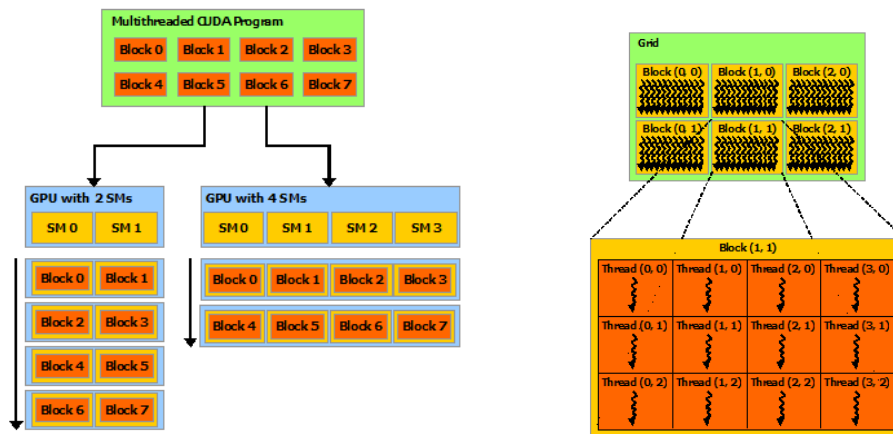 Multithreaded CUDA Program
Block 0 Block 1 Block 2 Block 3
Block 4 Block 5 Block 6 Block 7
GPU with 2 SMs
SM 0 SM 1
Block 0 Block 1
Block 2 Block 3
Block 4 Block 5
Block 6 Block 7
GPU with 4 SMs
SM 0 SM 1 SM 2 SM 3
Block 0 Block 1 Block 2 Block 3
Block 4 Block 5 Block 6 Block 7
Grid
Block (0, 0) Block (1, 0) Block (2, 0)
Block (0, 1) Block (1, 1) Block (2, 1)
Block (1, 1)
Thread (0, 0) Thread (1, 0) Thread (2, 0) Thread (3, 0)
Thread (0, 1) Thread (1, 1) Thread (2, 1) Thread (3, 1)
Thread (0, 2) Thread (1, 2) Thread (2, 2) Thread (3, 2)